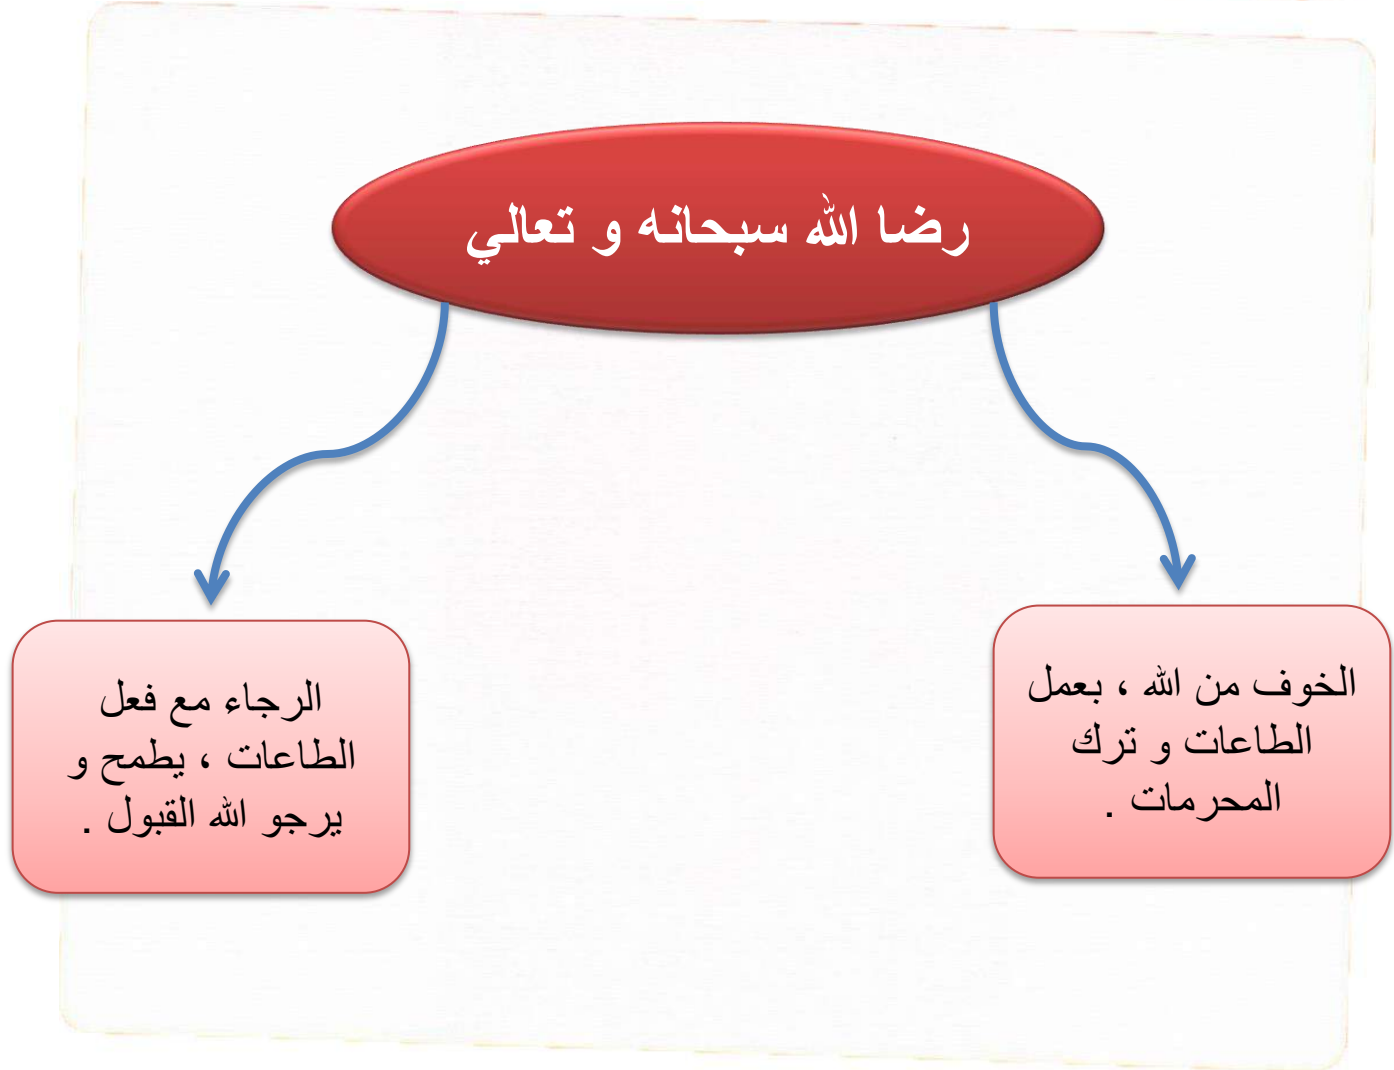 رضا الله سبحانه و تعالي
الخوف من الله ، بعمل
الطاعات و ترك
المحرمات .
الرجاء مع فعل
الطاعات ، يطمح و
يرجو الله القبول .